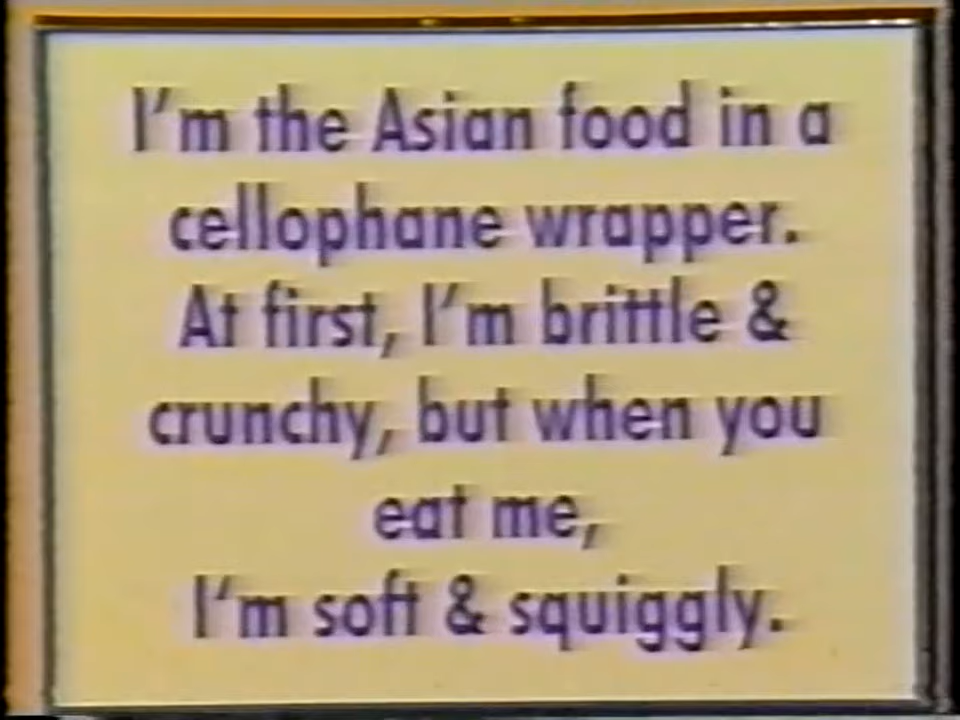 I'm the Asian food in a
cellophane wrapper.
At first, I'm brittle &
crunchy, but when you
eat me,
I'm soft & squiggly.